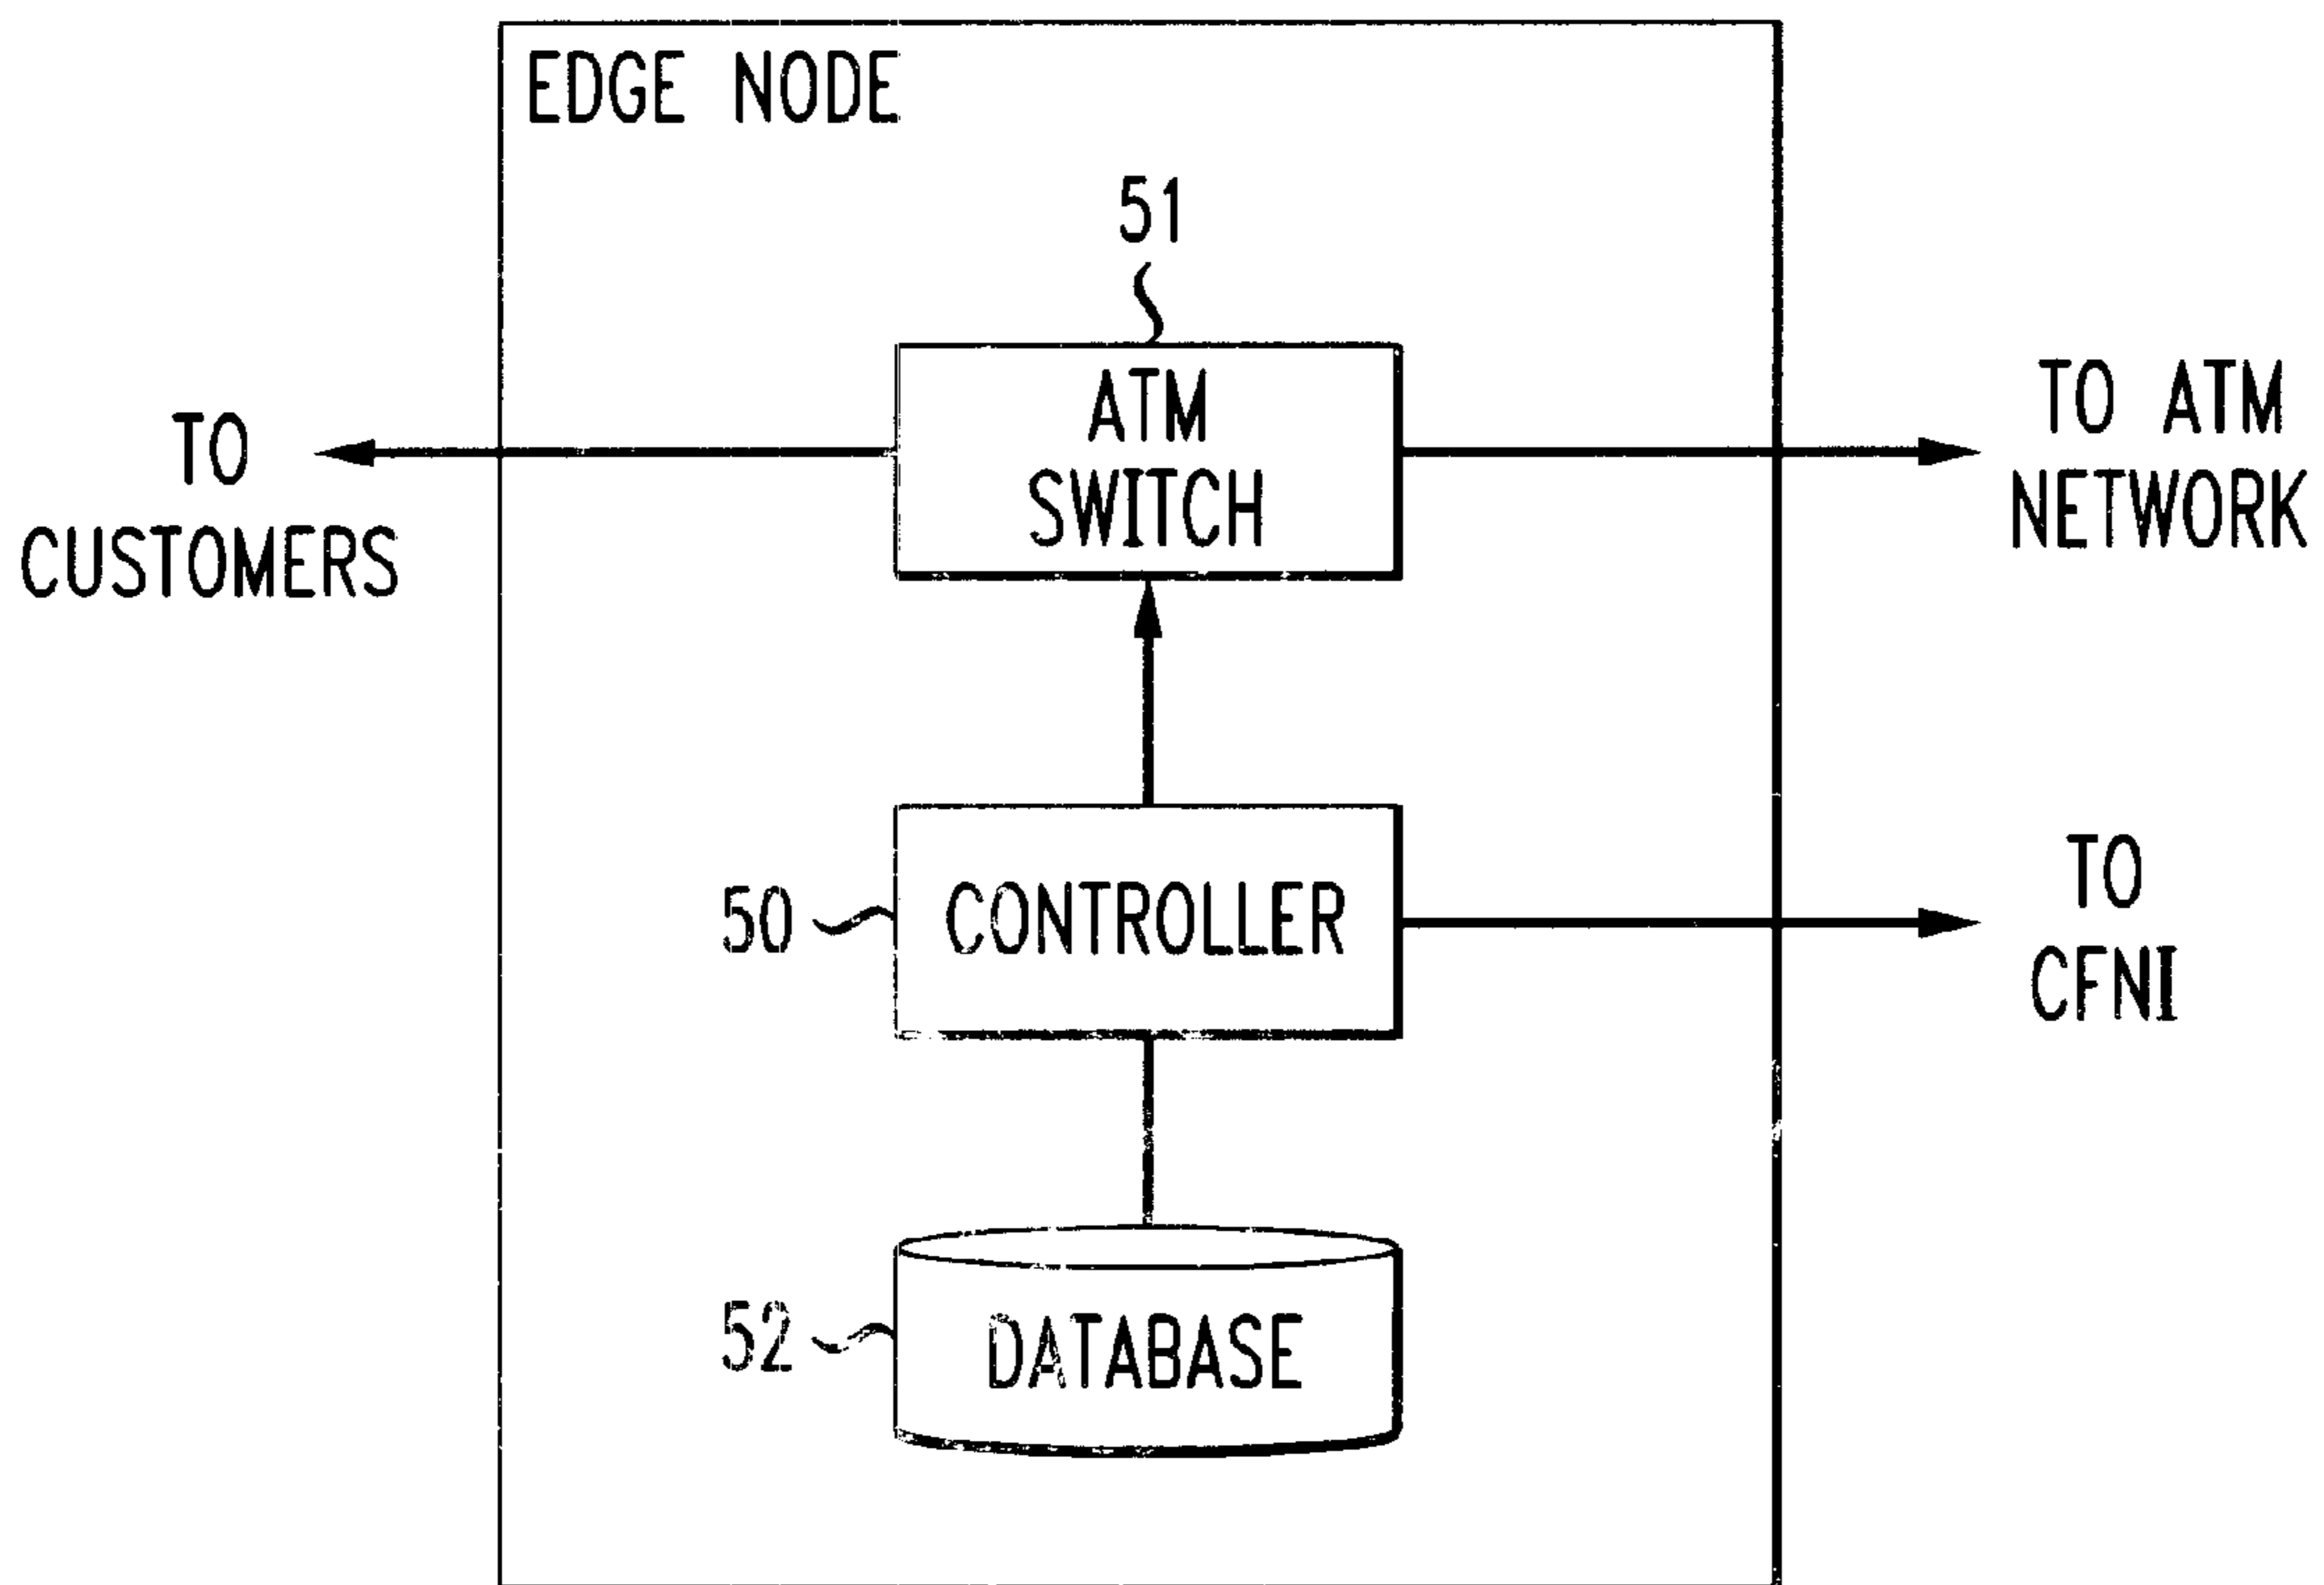 EDGE NODE
51
ATM
SWITCH
TO
CUSTOMERS
TO ATM
NETWORK
50
CONTROLLER
TO
CFNI
52
DATABASE